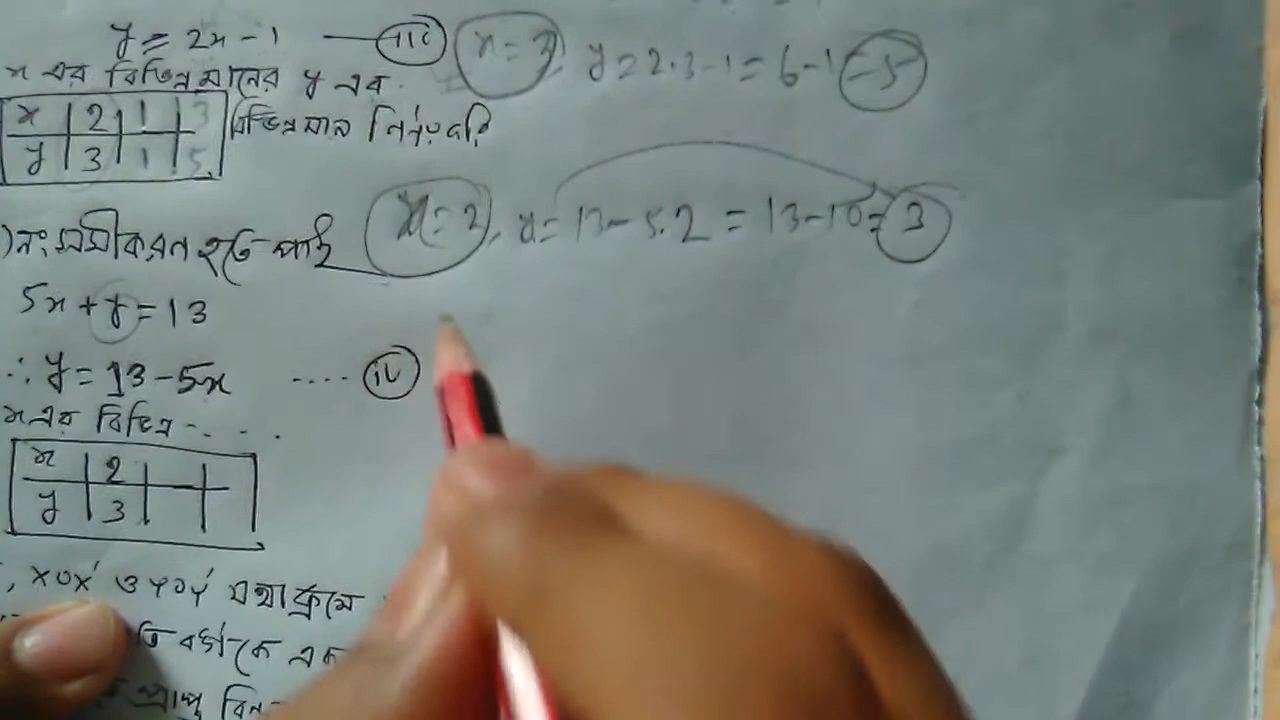 y = 2x - 1 —— (iii) x = 3, y = 2.3-1 = 6-1 = 5
x এর বিভিন্ন মানের y এর
x | 2 | 1 | 3 বিভিন্ন মান নির্ণয় করি
y | 3 | 1 | 5
)নং সমীকরণ হতে পাই x = 2, y = 13-5.2 = 13-10 = 3
5x + y = 13
∴ y = 13 - 5x .... (iv)
x এর বিভিন্ন - . . .
x | 2 | |
y | 3 | |
, XOX' ও YOY' যথাক্রমে